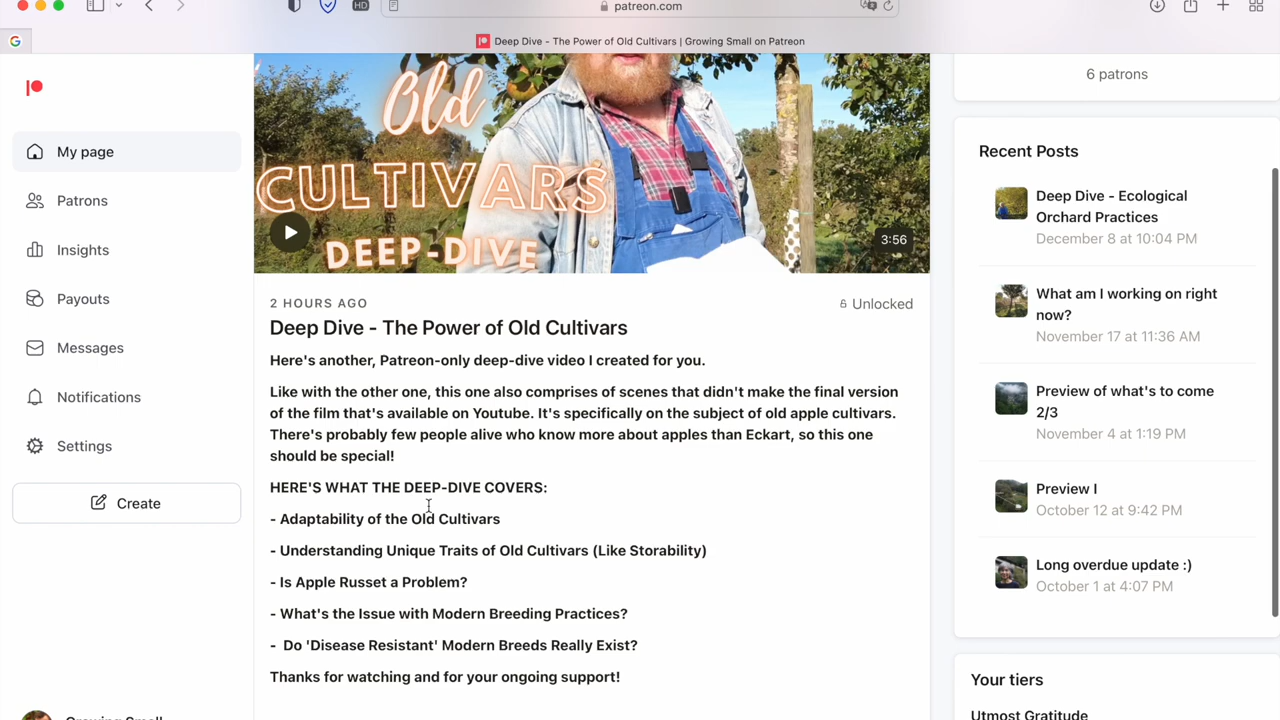 HD
patreon.com
G
Deep Dive - The Power of Old Cultivars | Growing Small on Patreon
My page
Patrons
Insights
Payouts
Messages
Notifications
Settings
Create
Old
CULTIVARS
DEEP-DIVE
3:56
2 HOURS AGO
Unlocked
Deep Dive - The Power of Old Cultivars
Here's another, Patreon-only deep-dive video I created for you.
Like with the other one, this one also comprises of scenes that didn't make the final version
of the film that's available on Youtube. It's specifically on the subject of old apple cultivars.
There's probably few people alive who know more about apples than Eckart, so this one
should be special!
HERE'S WHAT THE DEEP-DIVE COVERS:
- Adaptability of the Old Cultivars
- Understanding Unique Traits of Old Cultivars (Like Storability)
- Is Apple Russet a Problem?
- What's the Issue with Modern Breeding Practices?
-  Do 'Disease Resistant' Modern Breeds Really Exist?
Thanks for watching and for your ongoing support!
6 patrons
Recent Posts
Deep Dive - Ecological
Orchard Practices
December 8 at 10:04 PM
What am I working on right
now?
November 17 at 11:36 AM
Preview of what's to come
2/3
November 4 at 1:19 PM
Preview I
October 12 at 9:42 PM
Long overdue update :)
October 1 at 4:07 PM
Your tiers
Utmost Gratitude
Growing Small